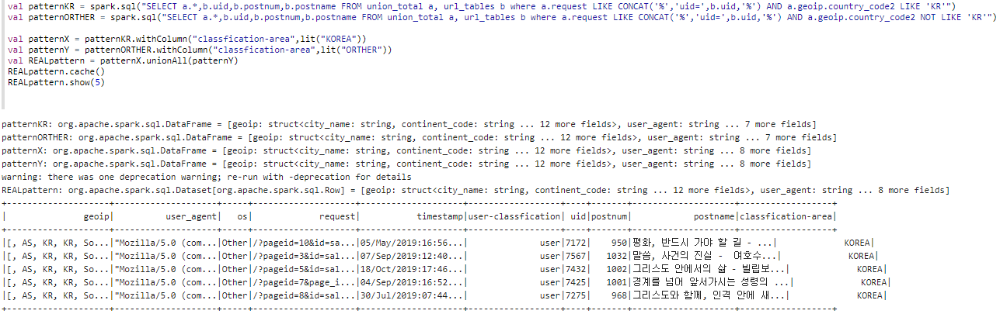 val patternKR = spark.sql("SELECT a.*,b.uid,b.postnum,b.postname FROM union_total a, url_tables b where a.request LIKE CONCAT('%','uid=',b.uid,'%') AND a.geoip.country_code2 LIKE 'KR'")
val patternORTHER = spark.sql("SELECT a.*,b.uid,b.postnum,b.postname FROM union_total a, url_tables b where a.request LIKE CONCAT('%','uid=',b.uid,'%') AND a.geoip.country_code2 NOT LIKE 'KR'")
val patternX = patternKR.withColumn("classfication-area",lit("KOREA"))
val patternY = patternORTHER.withColumn("classfication-area",lit("ORTHER"))
val REALpattern = patternX.unionAll(patternY)
REALpattern.cache()
REALpattern.show(5)
patternKR: org.apache.spark.sql.DataFrame = [geoip: struct<city_name: string, continent_code: string ... 12 more fields>, user_agent: string ... 7 more fields]
patternORTHER: org.apache.spark.sql.DataFrame = [geoip: struct<city_name: string, continent_code: string ... 12 more fields>, user_agent: string ... 7 more fields]
patternX: org.apache.spark.sql.DataFrame = [geoip: struct<city_name: string, continent_code: string ... 12 more fields>, user_agent: string ... 8 more fields]
patternY: org.apache.spark.sql.DataFrame = [geoip: struct<city_name: string, continent_code: string ... 12 more fields>, user_agent: string ... 8 more fields]
warning: there was one deprecation warning; re-run with -deprecation for details
REALpattern: org.apache.spark.sql.Dataset[org.apache.spark.sql.Row] = [geoip: struct<city_name: string, continent_code: string ... 12 more fields>, user_agent: string ... 8 more fields]
+--------------------+--------------------+-----+--------------------+--------------------+------------------+----+-------+--------------------+------------------+
|               geoip|          user_agent|   os|             request|           timestamp|user-classfication| uid|postnum|            postname|classfication-area|
+--------------------+--------------------+-----+--------------------+--------------------+------------------+----+-------+--------------------+------------------+
|[, AS, KR, KR, So...|"Mozilla/5.0 (com...|Other|/?pageid=10&id=sa...|05/May/2019:16:56...|              user|7172|    950|평화, 반드시 가야 할 길 - ...|             KOREA|
|[, AS, KR, KR, So...|"Mozilla/5.0 (com...|Other|/?pageid=3&id=sal...|07/Sep/2019:12:40...|              user|7567|   1032|말씀, 사건의 진실 -  여호수...|             KOREA|
|[, AS, KR, KR, So...|"Mozilla/5.0 (com...|Other|/?pageid=5&id=sal...|18/Oct/2019:17:46...|              user|7432|   1002|그리스도 안에서의 삶 - 빌립보...|             KOREA|
|[, AS, KR, KR, So...|"Mozilla/5.0 (com...|Other|/?pageid=7&page_i...|04/Sep/2019:16:52...|              user|7425|   1001|경계를 넘어 앞서가시는 성령의 ...|             KOREA|
|[, AS, KR, KR, So...|"Mozilla/5.0 (com...|Other|/?pageid=8&id=sal...|30/Jul/2019:07:44...|              user|7275|    968|그리스도와 함께, 인격 안에 새...|             KOREA|
+--------------------+--------------------+-----+--------------------+--------------------+------------------+----+-------+--------------------+------------------+